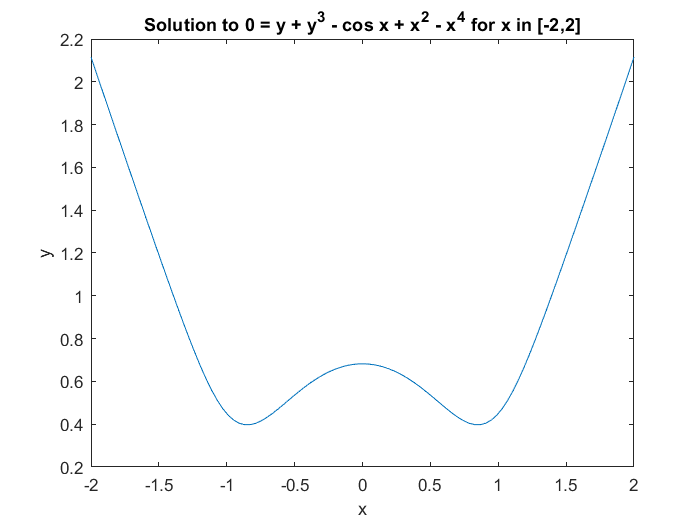 Solution to 0 = y + y³ - cos x + x² - x⁴ for x in [-2,2]
2.2
2
1.8
1.6
1.4
1.2
1
0.8
0.6
0.4
0.2
y
-2 -1.5 -1 -0.5 0 0.5 1 1.5 2
x